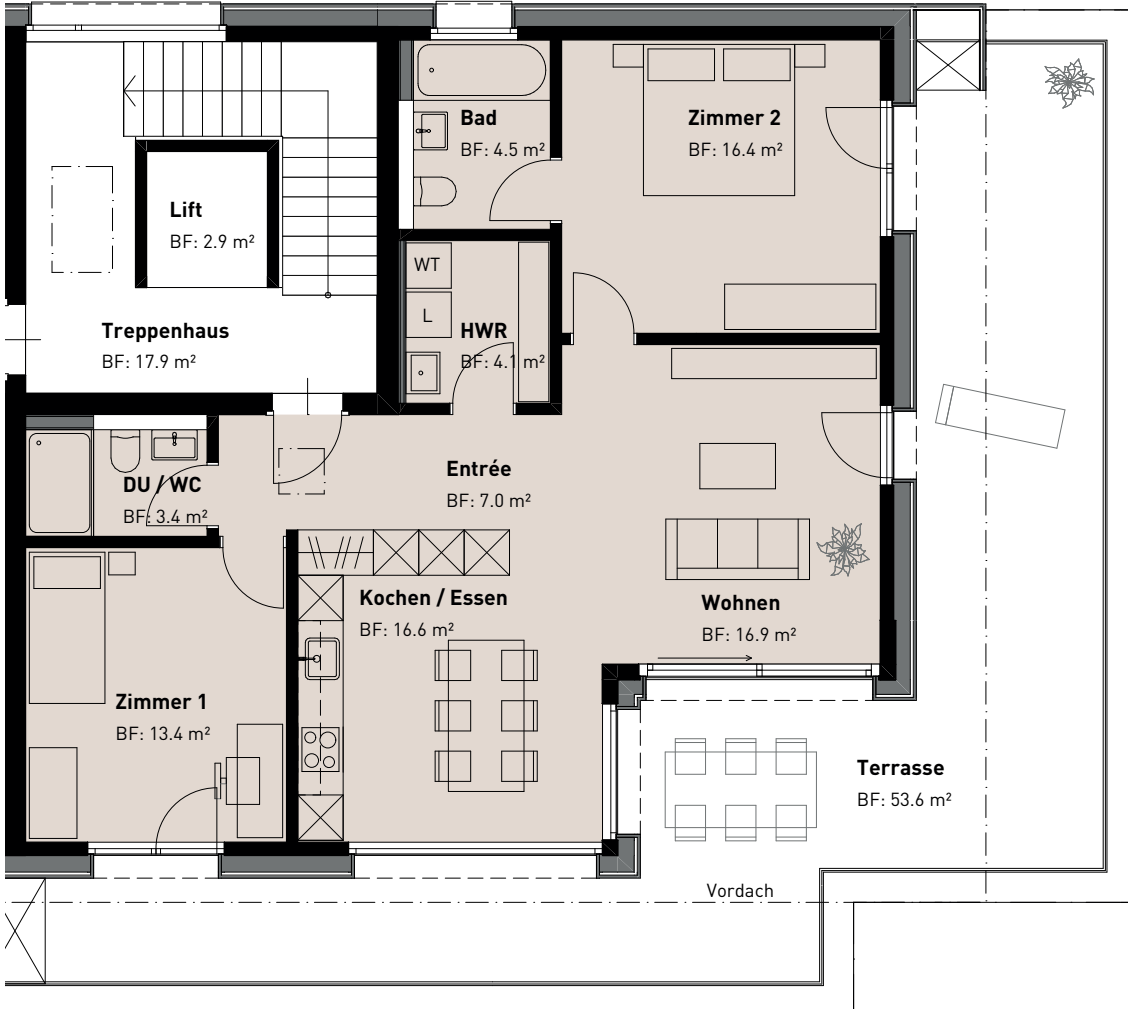 Bad
BF: 4.5 m²
Zimmer 2
BF: 16.4 m²
Lift
BF: 2.9 m²
WT
L
HWR
BF: 4.1 m²
Treppenhaus
BF: 17.9 m²
Entrée
BF: 7.0 m²
DU / WC
BF: 3.4 m²
Kochen / Essen
BF: 16.6 m²
Wohnen
BF: 16.9 m²
Zimmer 1
BF: 13.4 m²
Terrasse
BF: 53.6 m²
Vordach